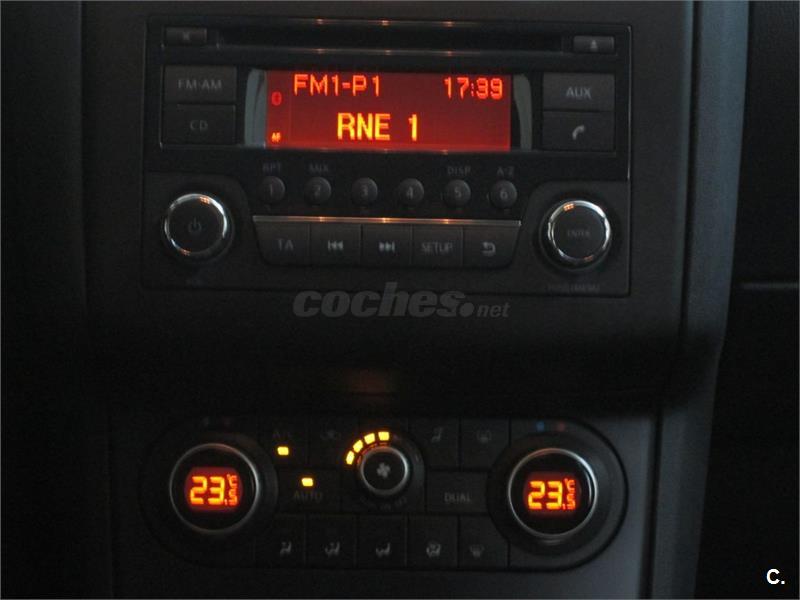 FM1-P1 17:39
RNE 1
AF
FM-AM
CD
AUX
RPT MIX DISP A-Z
1 2 3 4 5 6
TA SETUP
ENTER
coches.net
A/C
AUTO
DUAL
23.5°C
23.5°C
C.